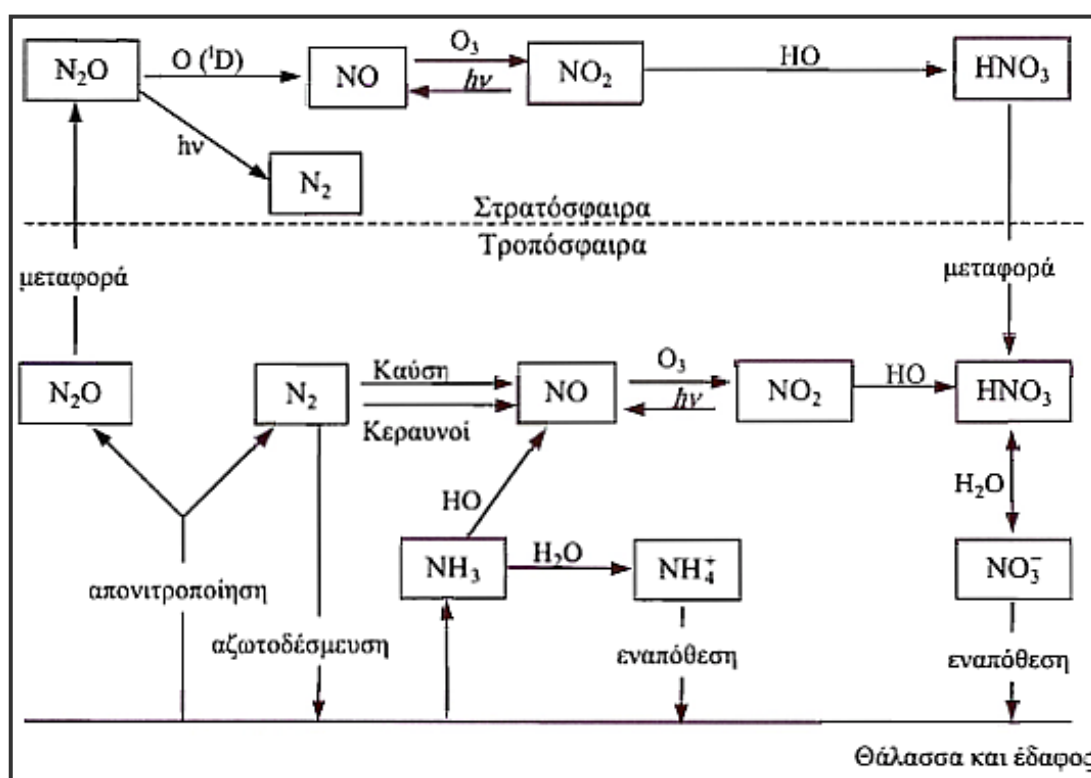 N₂O
O (¹D)
NO
O₃
hν
NO₂
HO
HNO₃
hν
N₂
Στρατόσφαιρα
Τροπόσφαιρα
μεταφορά
μεταφορά
N₂O
N₂
Καύση
Κεραυνοί
NO
O₃
hν
NO₂
HO
HNO₃
HO
H₂O
NH₃
H₂O
NH₄⁺
NO₃⁻
απονιτροποίηση
αζωτοδέσμευση
εναπόθεση
εναπόθεση
Θάλασσα και έδαφος